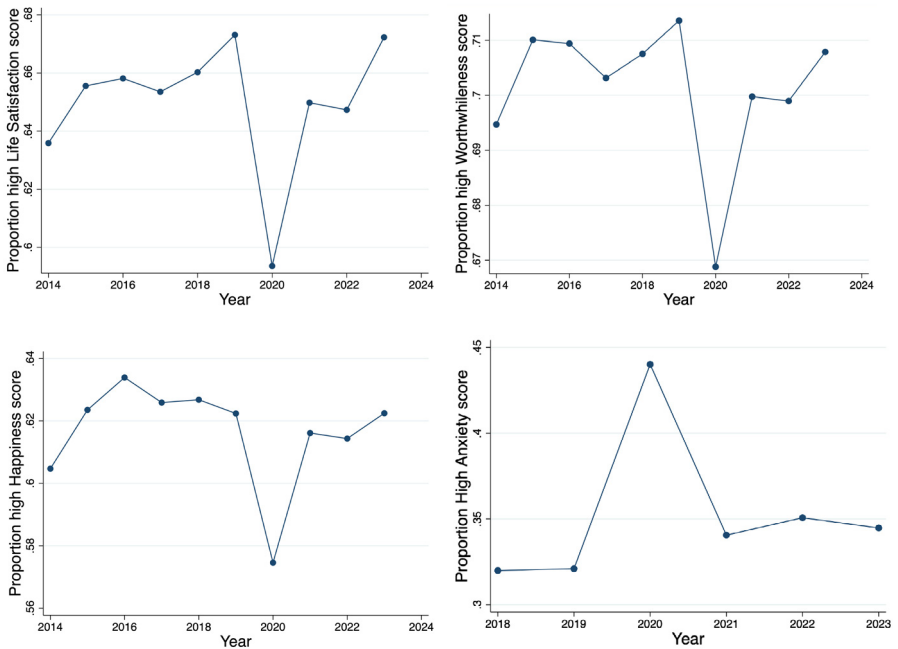 Proportion high Life Satisfaction score
.68
.66
.64
.62
.6
2014 2016 2018 2020 2022 2024
Year
Proportion high Worthwhileness score
.71
.7
.69
.68
.67
2014 2016 2018 2020 2022 2024
Year
Proportion high Happiness score
.64
.62
.6
.58
.56
2014 2016 2018 2020 2022 2024
Year
Proportion High Anxiety score
.45
.4
.35
.3
2018 2019 2020 2021 2022 2023
Year